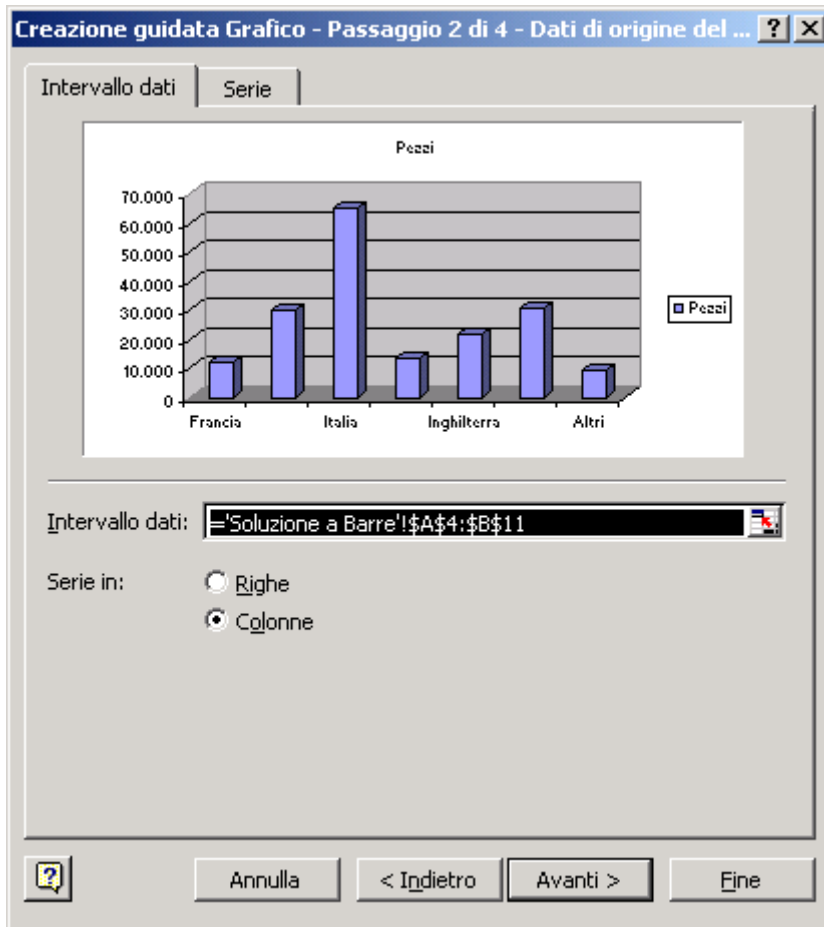 Creazione guidata Grafico - Passaggio 2 di 4 - Dati di origine del ...
Intervallo dati
Serie
Pezzi
70.000
60.000
50.000
40.000
30.000
20.000
10.000
0
Francia Italia Inghilterra Altri
Pezzi
Intervallo dati: ='Soluzione a Barre'!$A$4:$B$11
Serie in: Righe
Colonne
Annulla < Indietro Avanti > Fine